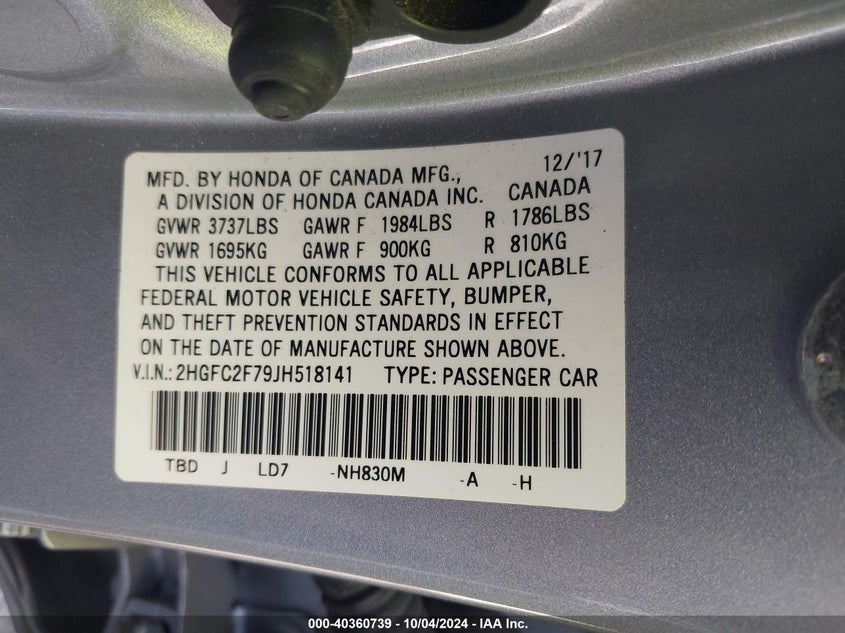 12/'17
MFD. BY HONDA OF CANADA MFG.,
A DIVISION OF HONDA CANADA INC. CANADA
GVWR 3737LBS GAWR F 1984LBS R 1786LBS
GVWR 1695KG GAWR F 900KG R 810KG
THIS VEHICLE CONFORMS TO ALL APPLICABLE
FEDERAL MOTOR VEHICLE SAFETY, BUMPER,
AND THEFT PREVENTION STANDARDS IN EFFECT
ON THE DATE OF MANUFACTURE SHOWN ABOVE.
V.I.N.: 2HGFC2F79JH518141 TYPE: PASSENGER CAR
TBD J LD7 -NH830M -A -H
000-40360739 - 10/04/2024 - IAA Inc.